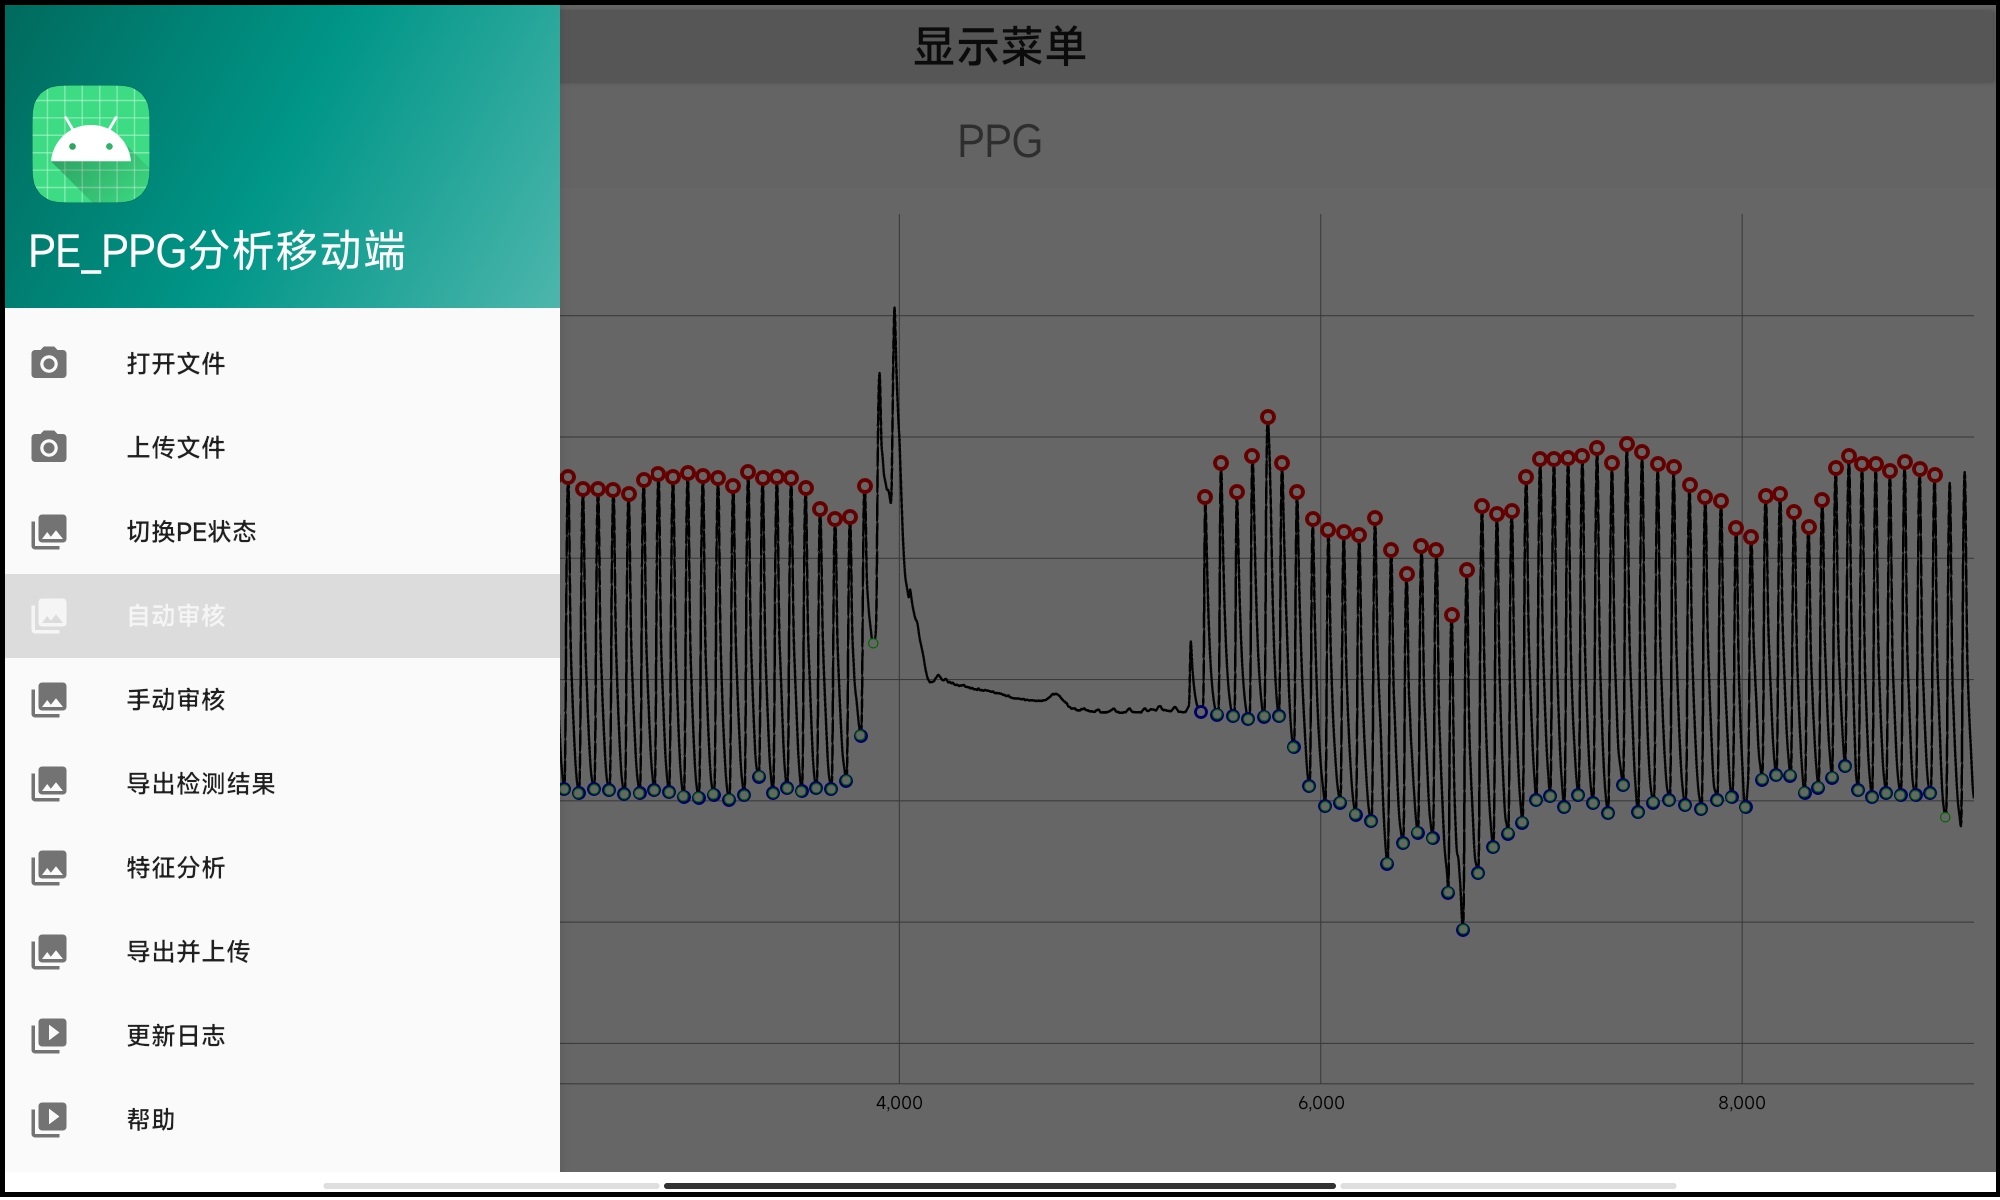 显示菜单
PPG
PE_PPG分析移动端
打开文件
上传文件
切换PE状态
自动审核
手动审核
导出检测结果
特征分析
导出并上传
更新日志
帮助
4,000
6,000
8,000